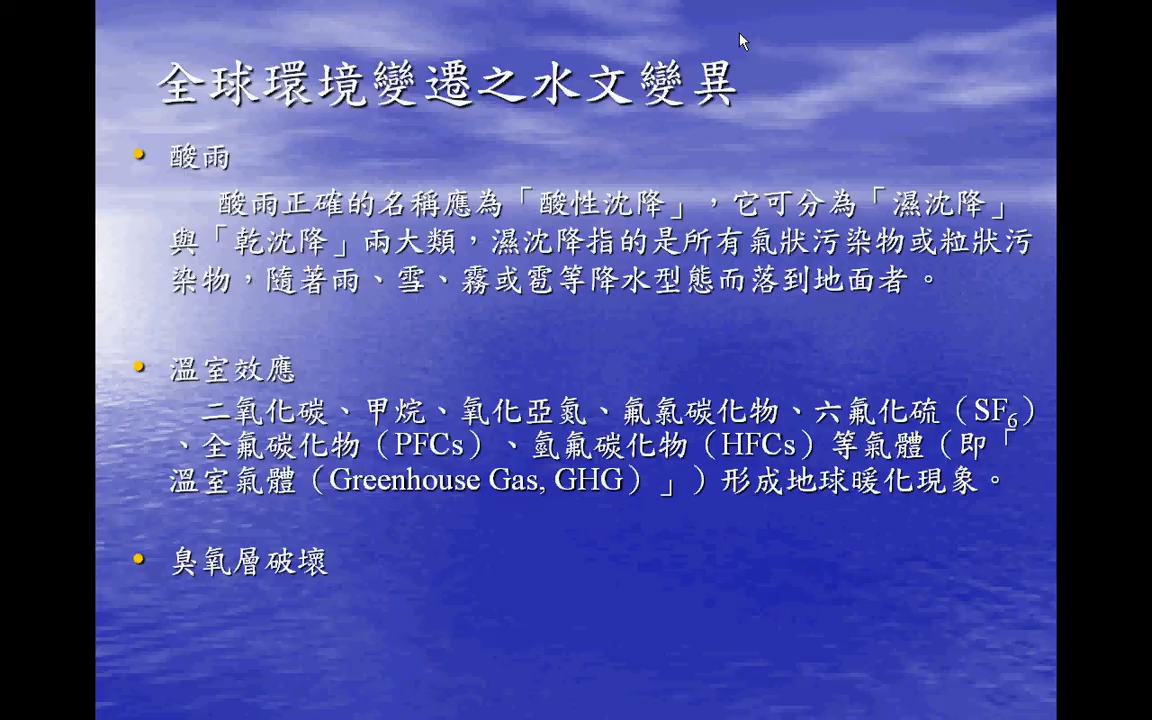 全球環境變遷之水文變異
• 酸雨
酸雨正確的名稱應為「酸性沈降」，它可分為「濕沈降」
與「乾沈降」兩大類，濕沈降指的是所有氣狀污染物或粒狀污
染物，隨著雨、雪、霧或雹等降水型態而落到地面者。
• 溫室效應
二氧化碳、甲烷、氧化亞氮、氟氯碳化物、六氟化硫（SF₆）
、全氟碳化物（PFCs）、氫氟碳化物（HFCs）等氣體（即「
溫室氣體（Greenhouse Gas, GHG）」）形成地球暖化現象。
• 臭氧層破壞